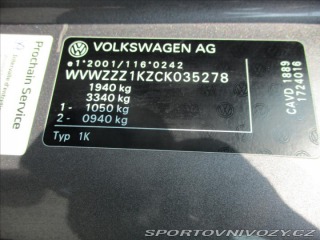 VOLKSWAGEN AG
e1*2001/116*0242
WVWZZZ1KZCK035278
1940 kg
3340 kg
1- 1050 kg
2- 0940 kg
Typ 1K
CAVD 1889
1724016
Prochain Service
SPORTOVNIVOZY.CZ